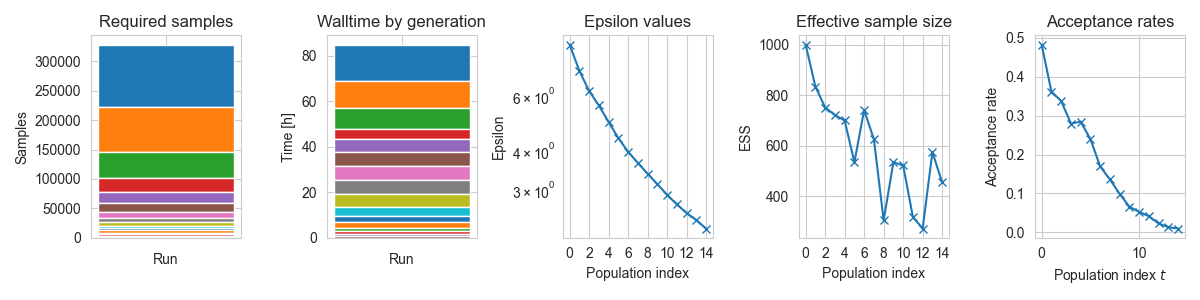 Required samples
Samples
300000
250000
200000
150000
100000
50000
0
Run
Walltime by generation
Time [h]
80
60
40
20
0
Run
Epsilon values
Epsilon
6 × 10⁰
4 × 10⁰
3 × 10⁰
0 2 4 6 8 10 12 14
Population index
Effective sample size
ESS
1000
800
600
400
0 2 4 6 8 10 12 14
Population index
Acceptance rates
Acceptance rate
0.5
0.4
0.3
0.2
0.1
0.0
0 10
Population index t